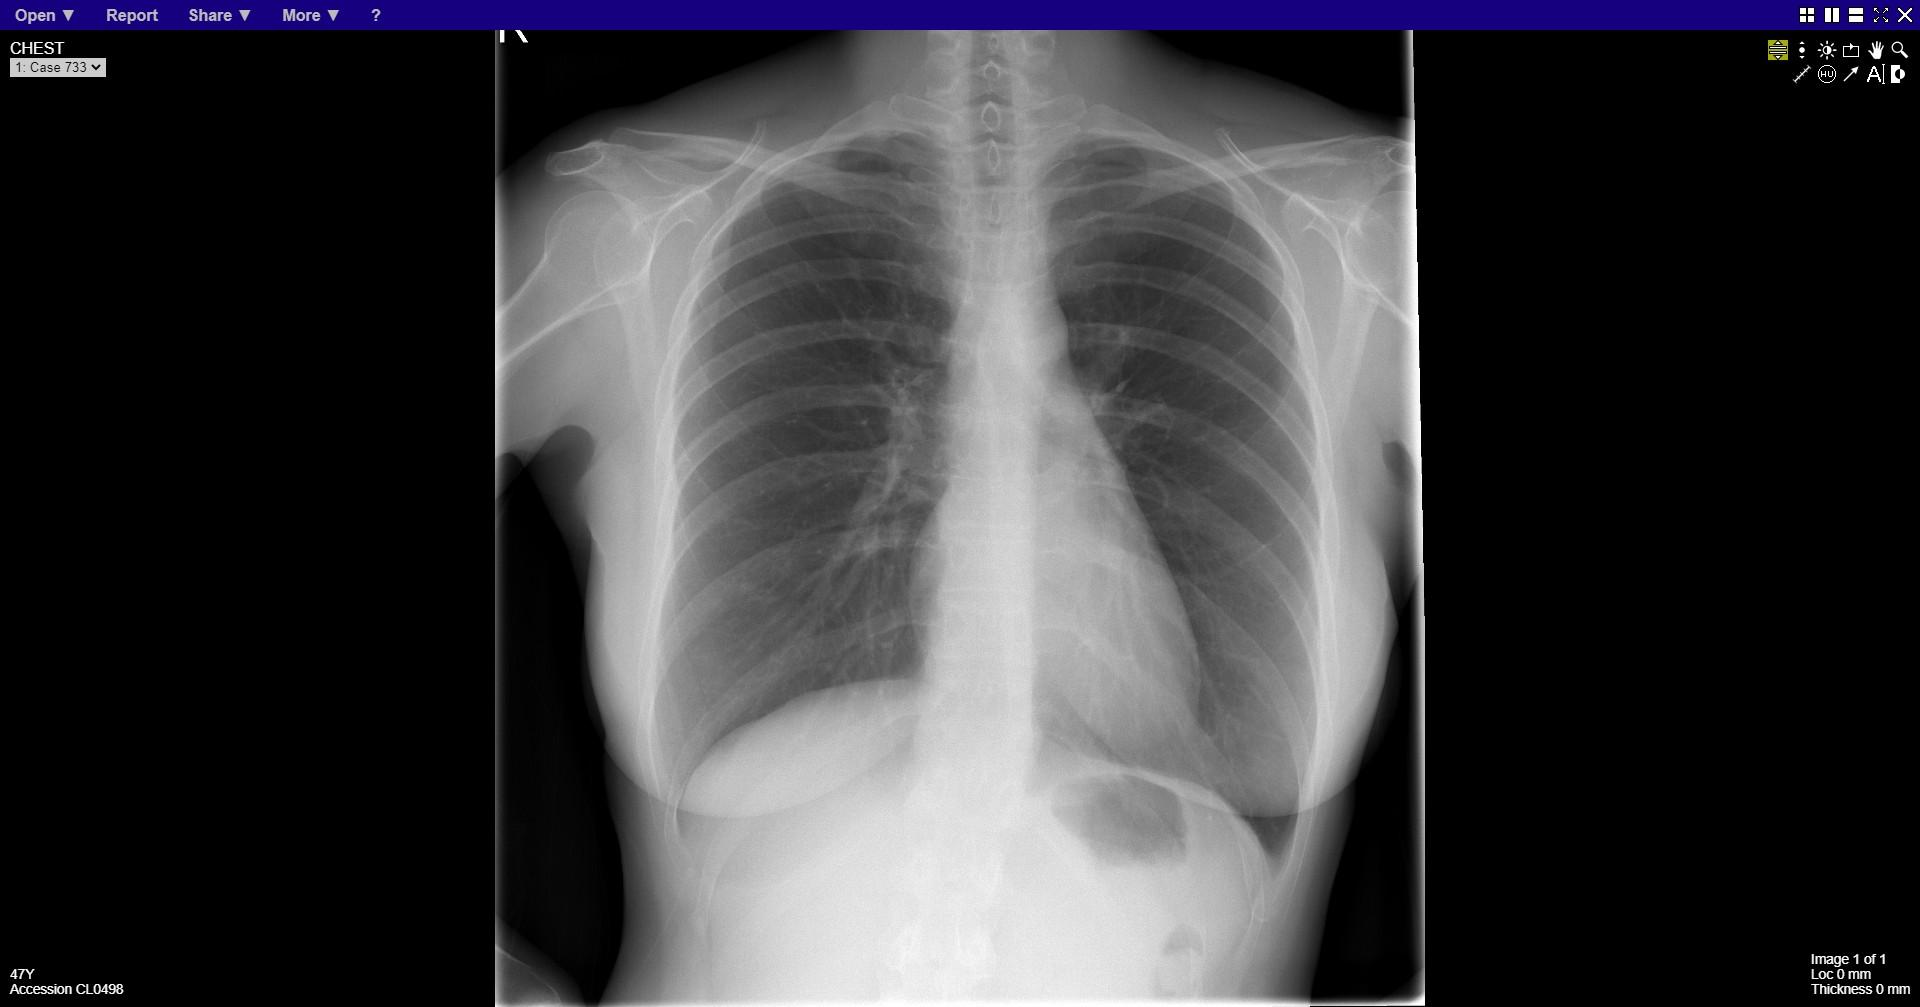 Open ▼ Report Share ▼ More ▼ ?
CHEST
1: Case 733
HU
A
R
47Y
Accession CL0498
Image 1 of 1
Loc 0 mm
Thickness 0 mm